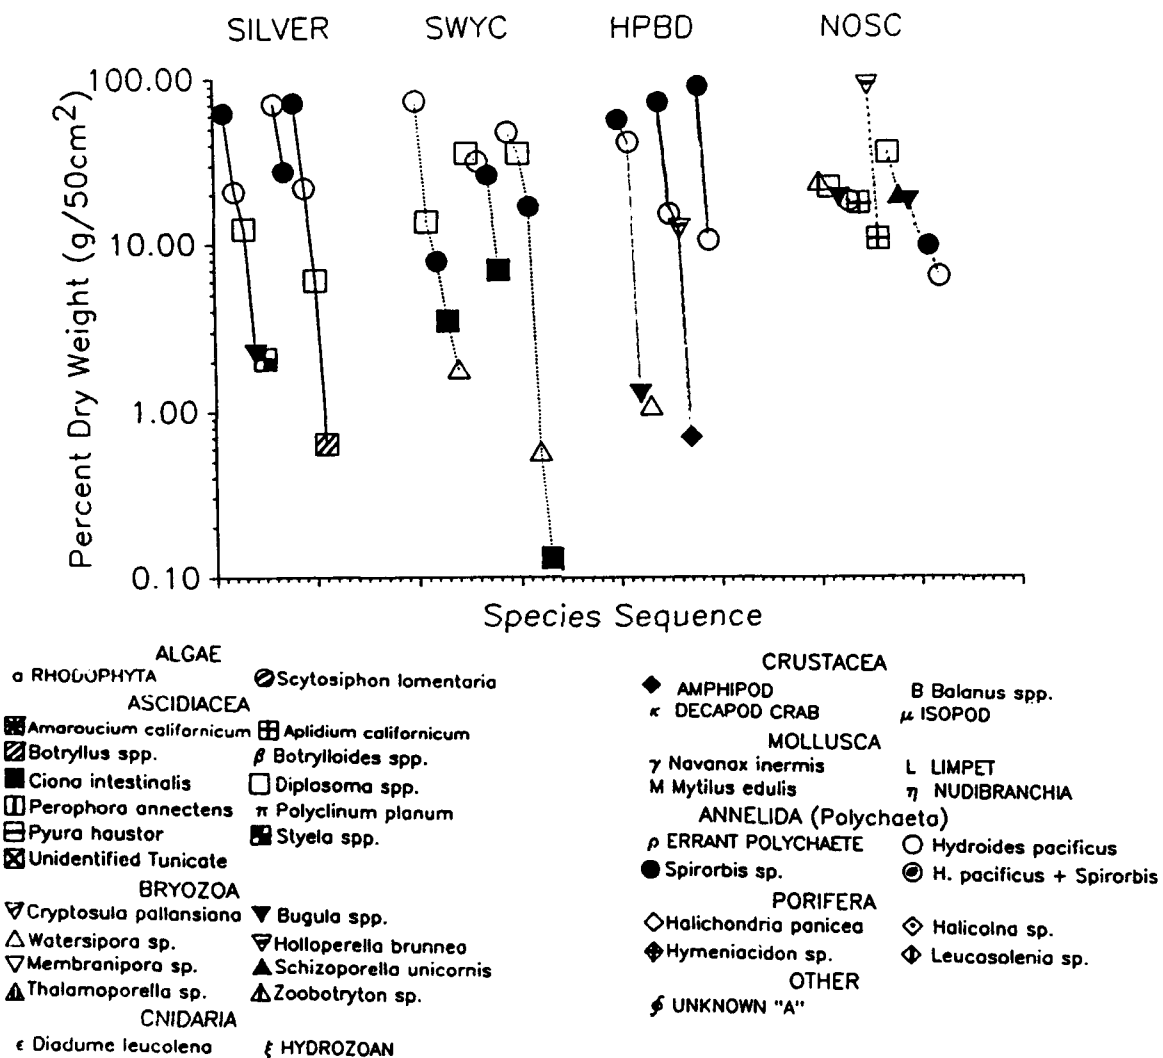 SILVER SWYC HPBD NOSC
Percent Dry Weight (g/50cm²)
100.00
10.00
1.00
0.10
Species Sequence
ALGAE
α RHODOPHYTA Scytosiphon lomentaria
ASCIDIACEA
Amaroucium californicum Aplidium californicum
Botryllus spp. β Botrylloides spp.
Ciona intestinalis Diplosoma spp.
Perophora annectens π Polyclinum planum
Pyura haustor Styela spp.
Unidentified Tunicate
BRYOZOA
Cryptosula pallansiana Bugula spp.
Watersipora sp. Holloperella brunnea
Membranipora sp. Schizoporella unicornis
Thalamoporella sp. Zoobotryton sp.
CNIDARIA
ϵ Diadume leucolena ξ HYDROZOAN
CRUSTACEA
AMPHIPOD B Balanus spp.
κ DECAPOD CRAB μ ISOPOD
MOLLUSCA
γ Navanax inermis L LIMPET
M Mytilus edulis η NUDIBRANCHIA
ANNELIDA (Polychaeta)
ρ ERRANT POLYCHAETE Hydroides pacificus
Spirorbis sp. H. pacificus + Spirorbis
PORIFERA
Halichondria panicea Halicolna sp.
Hymeniacidon sp. Leucosolenia sp.
OTHER
∮ UNKNOWN "A"